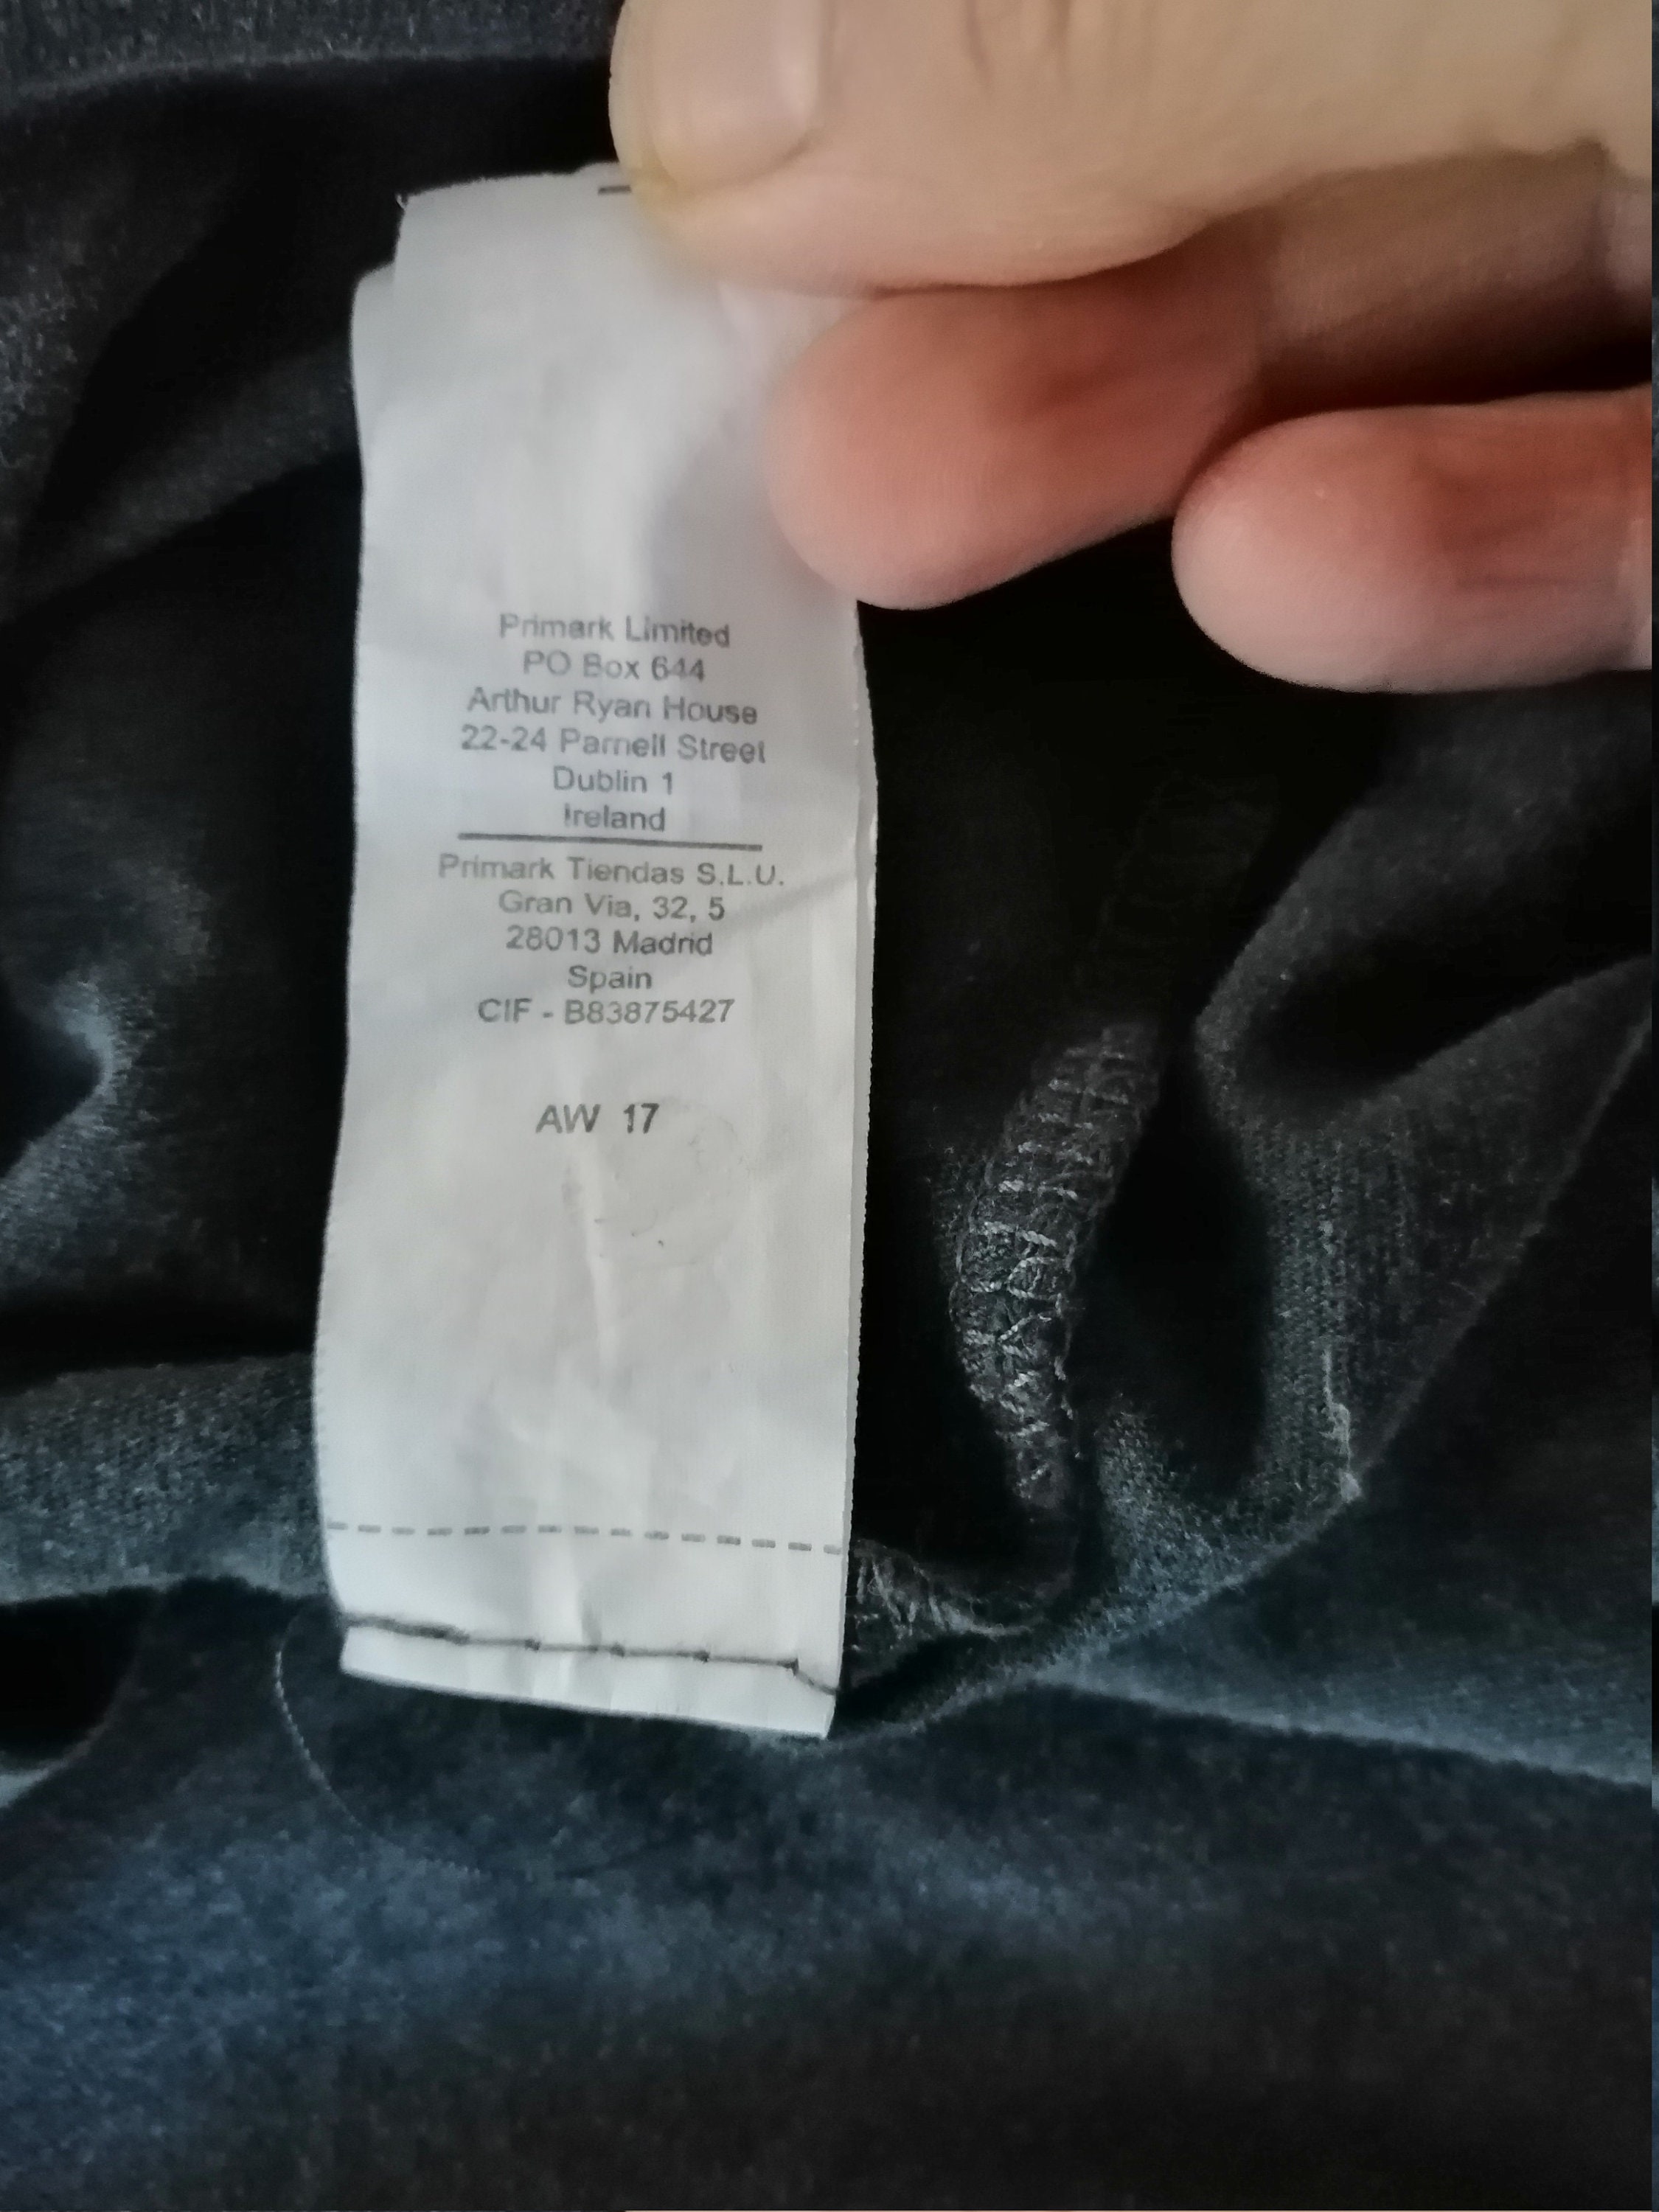 Primark Limited
PO Box 644
Arthur Ryan House
22-24 Parnell Street
Dublin 1
Ireland
Primark Tiendas S.L.U.
Gran Via, 32, 5
28013 Madrid
Spain
CIF - B83875427
AW 17